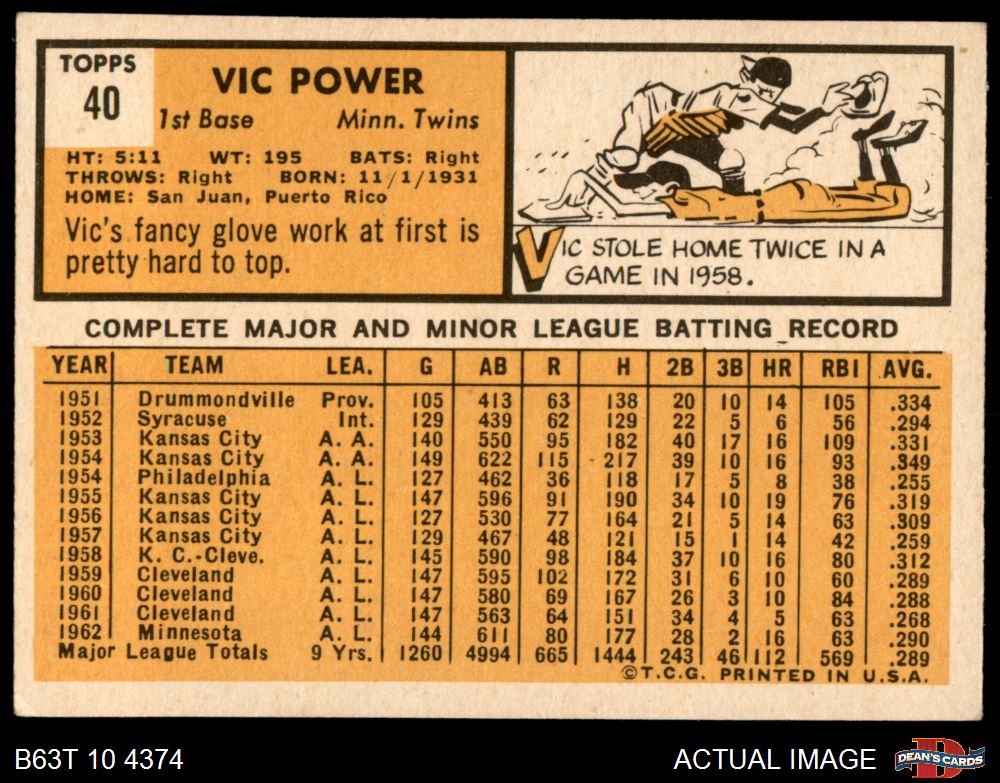 TOPPS
40
VIC POWER
1st Base Minn. Twins
HT: 5:11 WT: 195 BATS: Right
THROWS: Right BORN: 11/1/1931
HOME: San Juan, Puerto Rico
Vic's fancy glove work at first is
pretty hard to top.
VIC STOLE HOME TWICE IN A
GAME IN 1958.
COMPLETE MAJOR AND MINOR LEAGUE BATTING RECORD
YEAR TEAM LEA. G AB R H 2B 3B HR RBI AVG.
1951 Drummondville Prov. 105 413 63 138 20 10 14 105 .334
1952 Syracuse Int. 129 439 62 129 22 5 6 56 .294
1953 Kansas City A. A. 140 550 95 182 40 17 16 109 .331
1954 Kansas City A. A. 149 622 115 217 39 10 16 93 .349
1954 Philadelphia A. L. 127 462 36 118 17 5 8 38 .255
1955 Kansas City A. L. 147 596 91 190 34 10 19 76 .319
1956 Kansas City A. L. 127 530 77 164 21 5 14 63 .309
1957 Kansas City A. L. 129 467 48 121 15 1 14 42 .259
1958 K. C.-Cleve. A. L. 145 590 98 184 37 10 16 80 .312
1959 Cleveland A. L. 147 595 102 172 31 6 10 60 .289
1960 Cleveland A. L. 147 580 69 167 26 3 10 84 .288
1961 Cleveland A. L. 147 563 64 151 34 4 5 63 .268
1962 Minnesota A. L. 144 611 80 177 28 2 16 63 .290
Major League Totals 9 Yrs. 1260 4994 665 1444 243 46 112 569 .289
©T.C.G. PRINTED IN U.S.A.
B63T 10 4374
ACTUAL IMAGE
D
DEAN'S CARDS